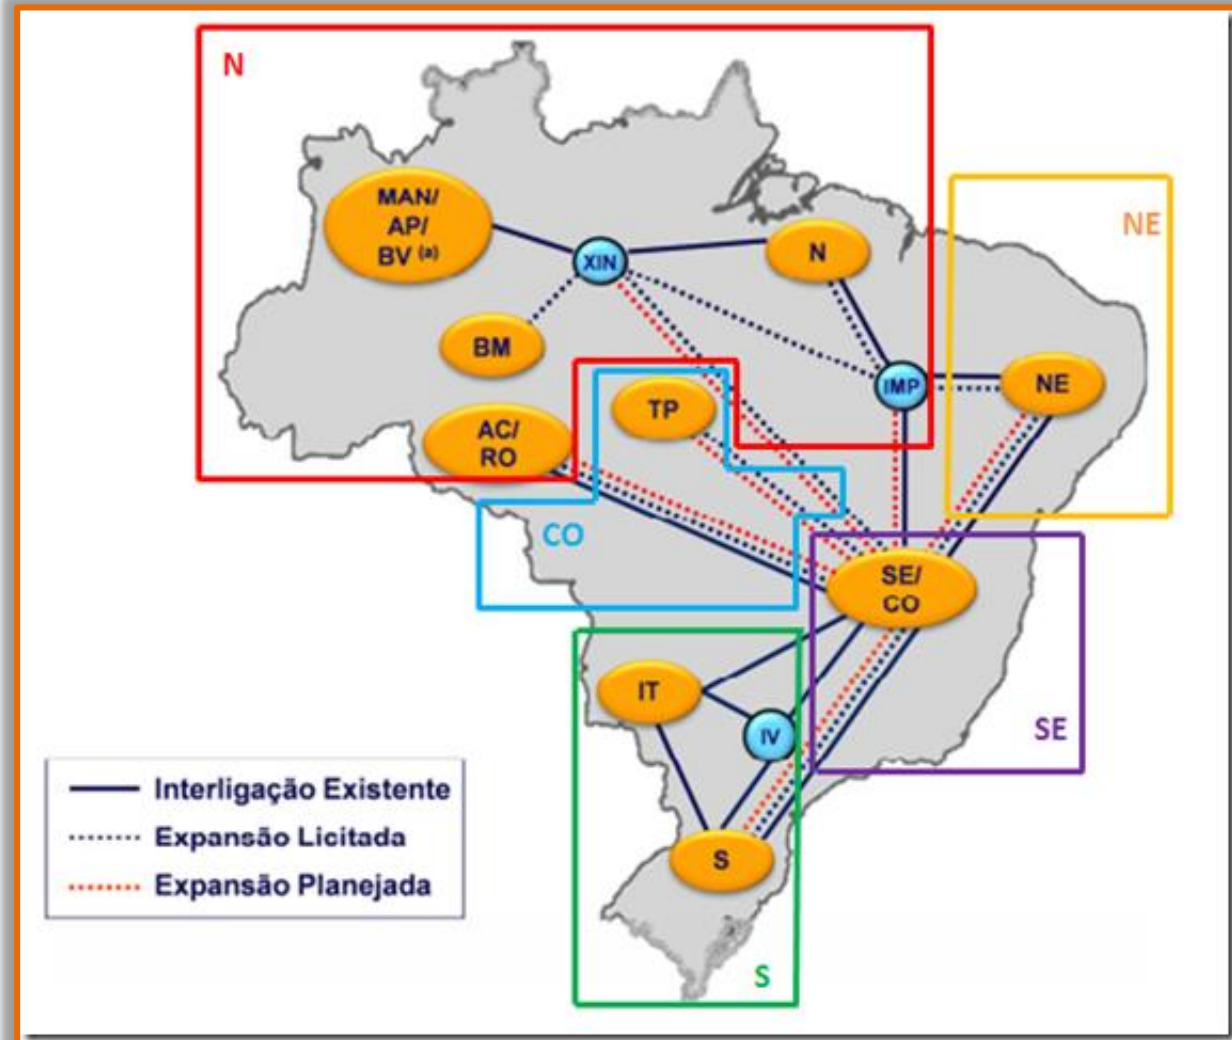 N
MAN/
AP/
BV (a)
XIN
N
NE
BM
IMP
NE
TP
AC/
RO
CO
SE/
CO
IT
IV
SE
Interligação Existente
Expansão Licitada
Expansão Planejada
S
S